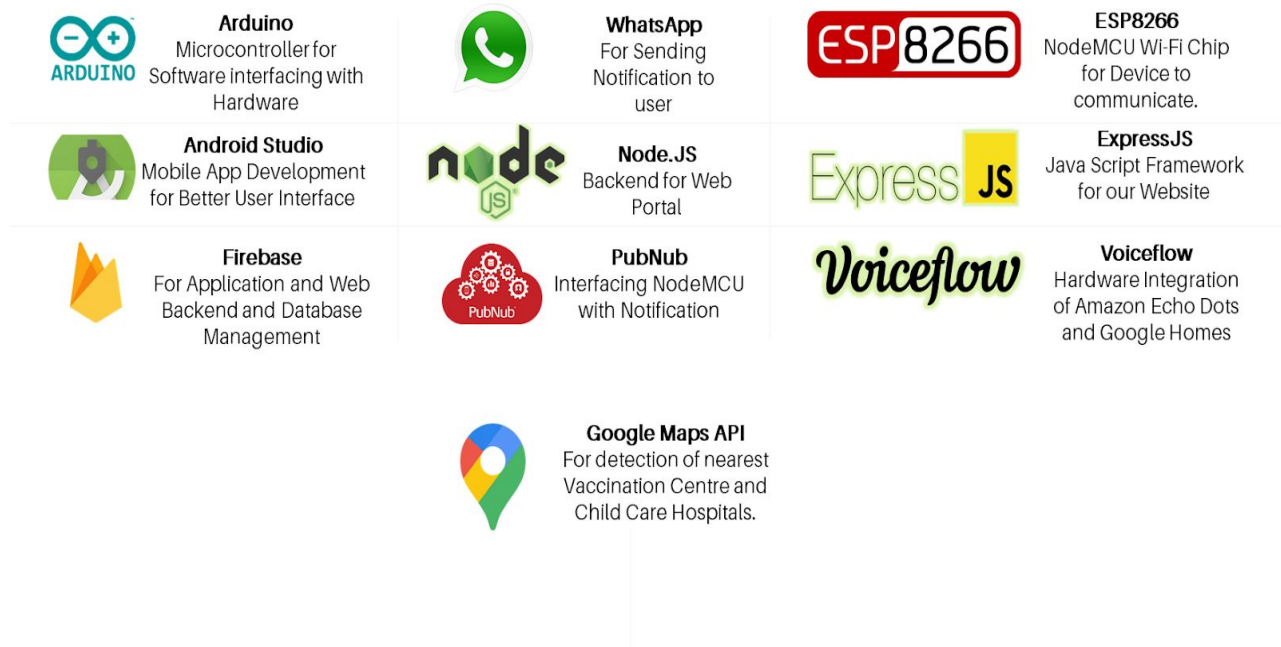 ARDUINO
Arduino
Microcontroller for
Software interfacing with
Hardware
WhatsApp
For Sending
Notification to
user
ESP8266
ESP8266
NodeMCU Wi-Fi Chip
for Device to
communicate.
Android Studio
Mobile App Development
for Better User Interface
node
JS
Node.JS
Backend for Web
Portal
Express JS
ExpressJS
Java Script Framework
for our Website
Firebase
For Application and Web
Backend and Database
Management
PubNub
PubNub
Interfacing NodeMCU
with Notification
Voiceflow
Voiceflow
Hardware Integration
of Amazon Echo Dots
and Google Homes
Google Maps API
For detection of nearest
Vaccination Centre and
Child Care Hospitals.